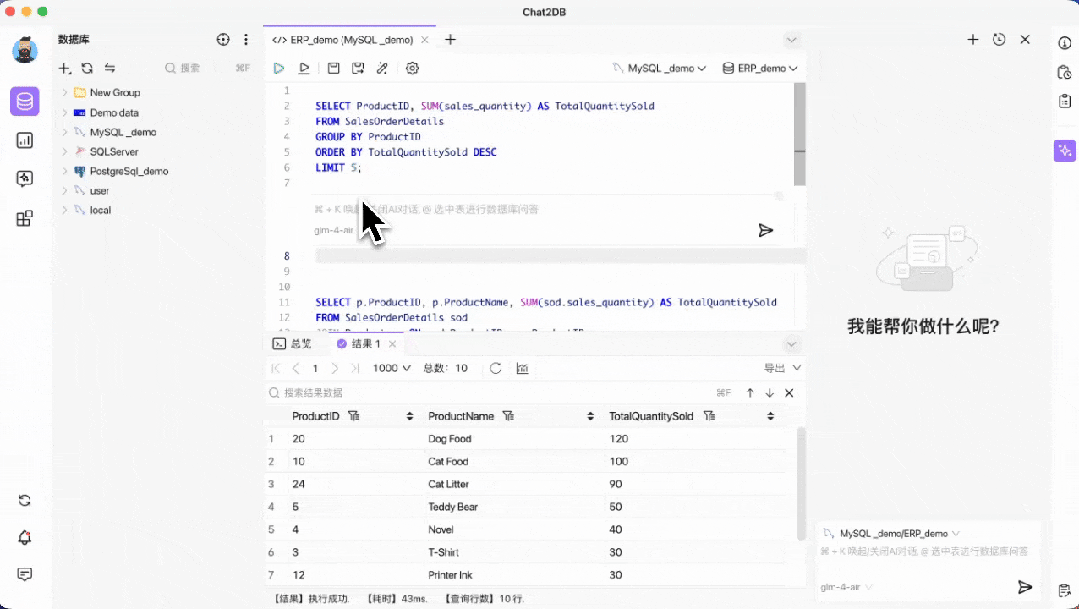 Chat2DB
数据库
搜索 ⌘F
New Group
Demo data
MySQL _demo
SQLServer
PostgreSql_demo
user
local
</> ERP_demo (MySQL _demo)
MySQL _demo
ERP_demo
1
2 SELECT ProductID, SUM(sales_quantity) AS TotalQuantitySold
3 FROM SalesOrderDetails
4 GROUP BY ProductID
5 ORDER BY TotalQuantitySold DESC
6 LIMIT 5;
7
⌘ + K 唤起 闭AI对话, @ 选中表进行数据库问答
glm-4-air
8
9
10
11 SELECT p.ProductID, p.ProductName, SUM(sod.sales_quantity) AS TotalQuantitySold
12 FROM SalesOrderDetails sod
总览
结果 1
1
1000
总数: 10
导出
搜索结果数据
⌘F
ProductID ProductName TotalQuantitySold
1 20 Dog Food 120
2 10 Cat Food 100
3 24 Cat Litter 90
4 5 Teddy Bear 50
5 4 Novel 40
6 3 T-Shirt 30
7 12 Printer Ink 30
【结果】执行成功. 【耗时】43ms. 【查询行数】10 行.
我能帮你做什么呢?
MySQL _demo/ERP_demo
⌘ + K 唤起/关闭AI对话, @ 选中表进行数据库问答
glm-4-air